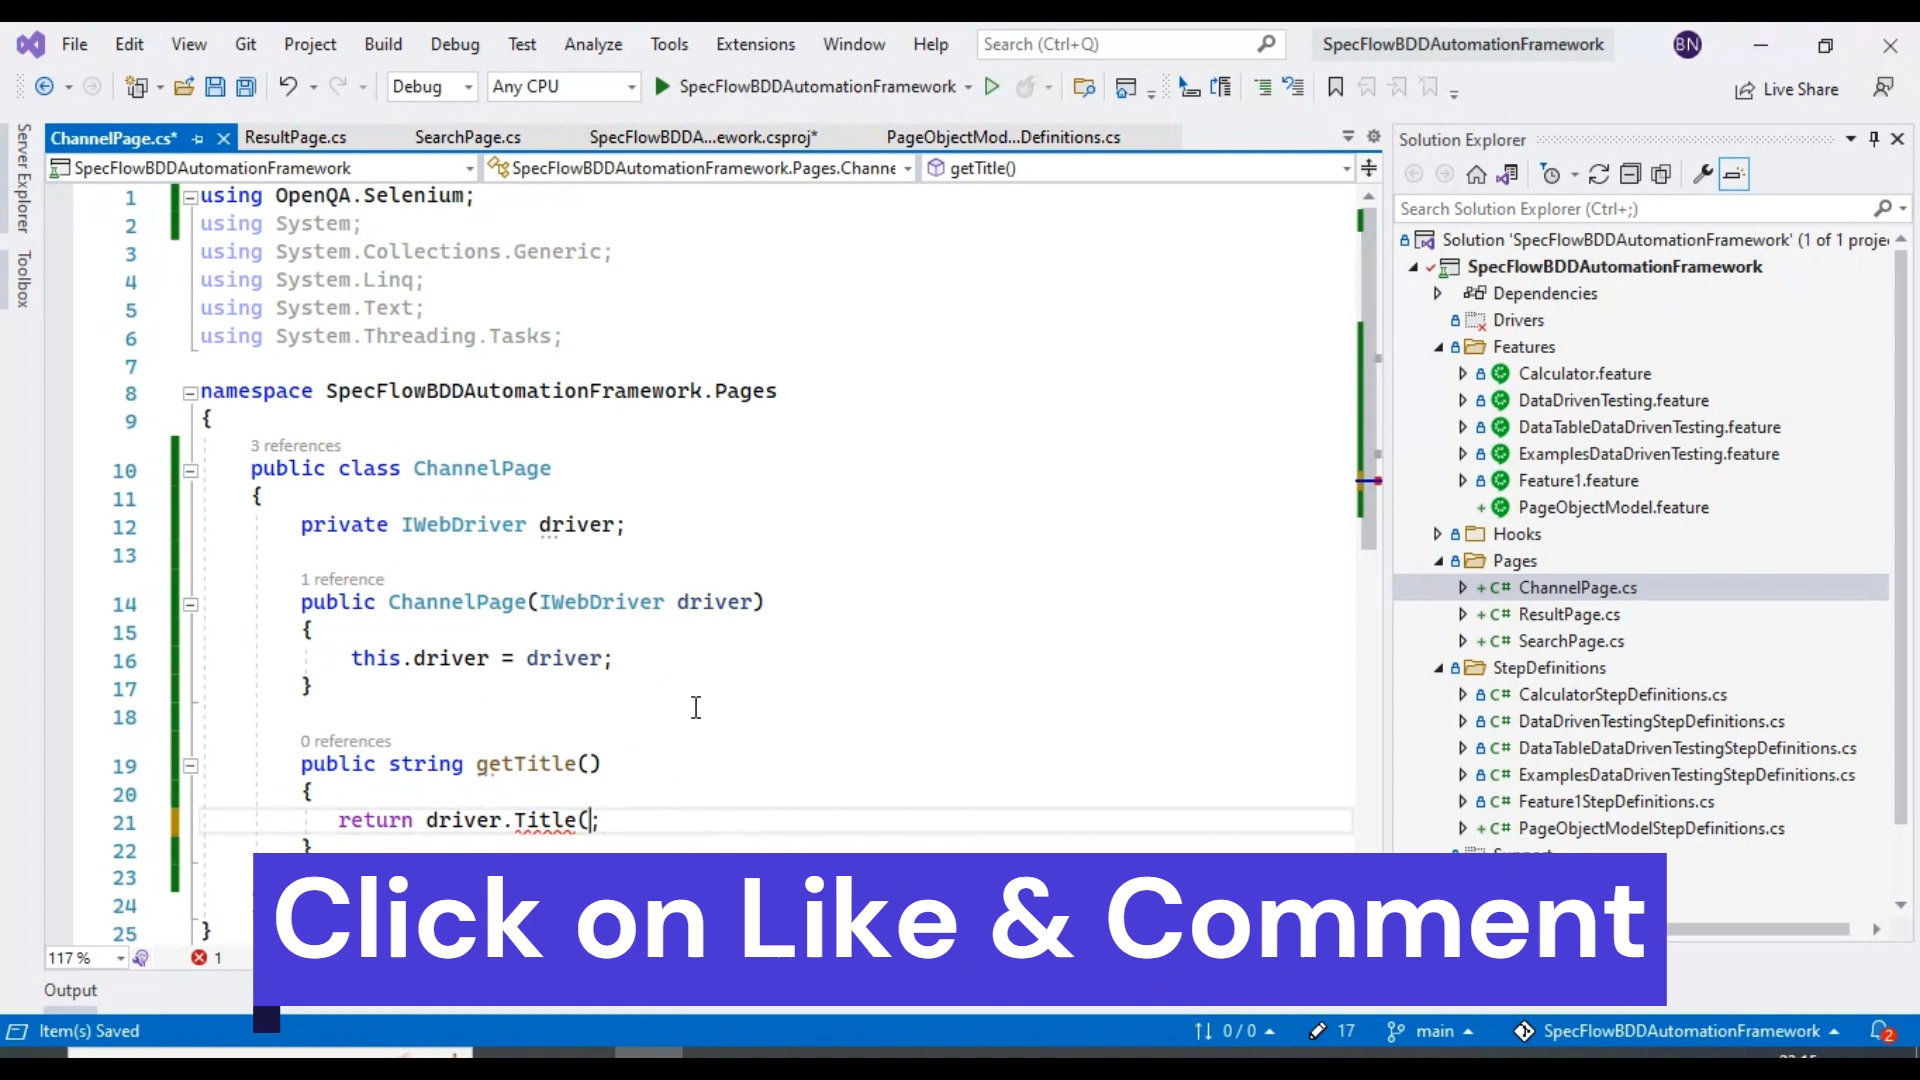 File Edit View Git Project Build Debug Test Analyze Tools Extensions Window Help Search (Ctrl+Q) SpecFlowBDDAutomationFramework BN
Debug Any CPU SpecFlowBDDAutomationFramework Live Share
ChannelPage.cs* ResultPage.cs SearchPage.cs SpecFlowBDDA...ework.csproj* PageObjectMod...Definitions.cs
SpecFlowBDDAutomationFramework SpecFlowBDDAutomationFramework.Pages.Channe getTitle()
Server Explorer
Toolbox
1 using OpenQA.Selenium;
2 using System;
3 using System.Collections.Generic;
4 using System.Linq;
5 using System.Text;
6 using System.Threading.Tasks;
7
8 namespace SpecFlowBDDAutomationFramework.Pages
9 {
3 references
10 public class ChannelPage
11 {
12 private IWebDriver driver;
13
1 reference
14 public ChannelPage(IWebDriver driver)
15 {
16 this.driver = driver;
17 }
18
0 references
19 public string getTitle()
20 {
21 return driver.Title(;
22 }
23
24
25 }
117 % 1
Output
Item(s) Saved 0 / 0 17 main SpecFlowBDDAutomationFramework 2
Solution Explorer
Search Solution Explorer (Ctrl+;)
Solution 'SpecFlowBDDAutomationFramework' (1 of 1 proje
SpecFlowBDDAutomationFramework
Dependencies
Drivers
Features
Calculator.feature
DataDrivenTesting.feature
DataTableDataDrivenTesting.feature
ExamplesDataDrivenTesting.feature
Feature1.feature
PageObjectModel.feature
Hooks
Pages
C# ChannelPage.cs
C# ResultPage.cs
C# SearchPage.cs
StepDefinitions
C# CalculatorStepDefinitions.cs
C# DataDrivenTestingStepDefinitions.cs
C# DataTableDataDrivenTestingStepDefinitions.cs
C# ExamplesDataDrivenTestingStepDefinitions.cs
C# Feature1StepDefinitions.cs
C# PageObjectModelStepDefinitions.cs
Click on Like & Comment